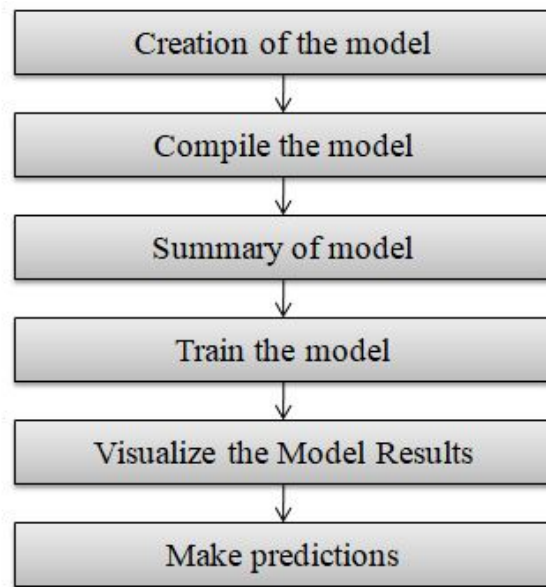 Creation of the model
Compile the model
Summary of model
Train the model
Visualize the Model Results
Make predictions